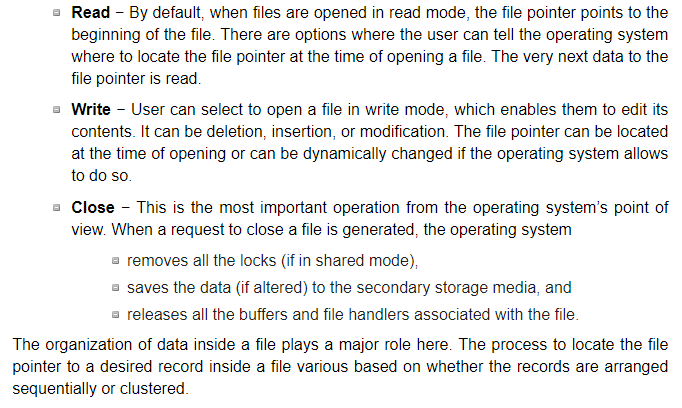 Read − By default, when files are opened in read mode, the file pointer points to the
beginning of the file. There are options where the user can tell the operating system
where to locate the file pointer at the time of opening a file. The very next data to the
file pointer is read.
Write − User can select to open a file in write mode, which enables them to edit its
contents. It can be deletion, insertion, or modification. The file pointer can be located
at the time of opening or can be dynamically changed if the operating system allows
to do so.
Close − This is the most important operation from the operating system’s point of
view. When a request to close a file is generated, the operating system
removes all the locks (if in shared mode),
saves the data (if altered) to the secondary storage media, and
releases all the buffers and file handlers associated with the file.
The organization of data inside a file plays a major role here. The process to locate the file
pointer to a desired record inside a file various based on whether the records are arranged
sequentially or clustered.